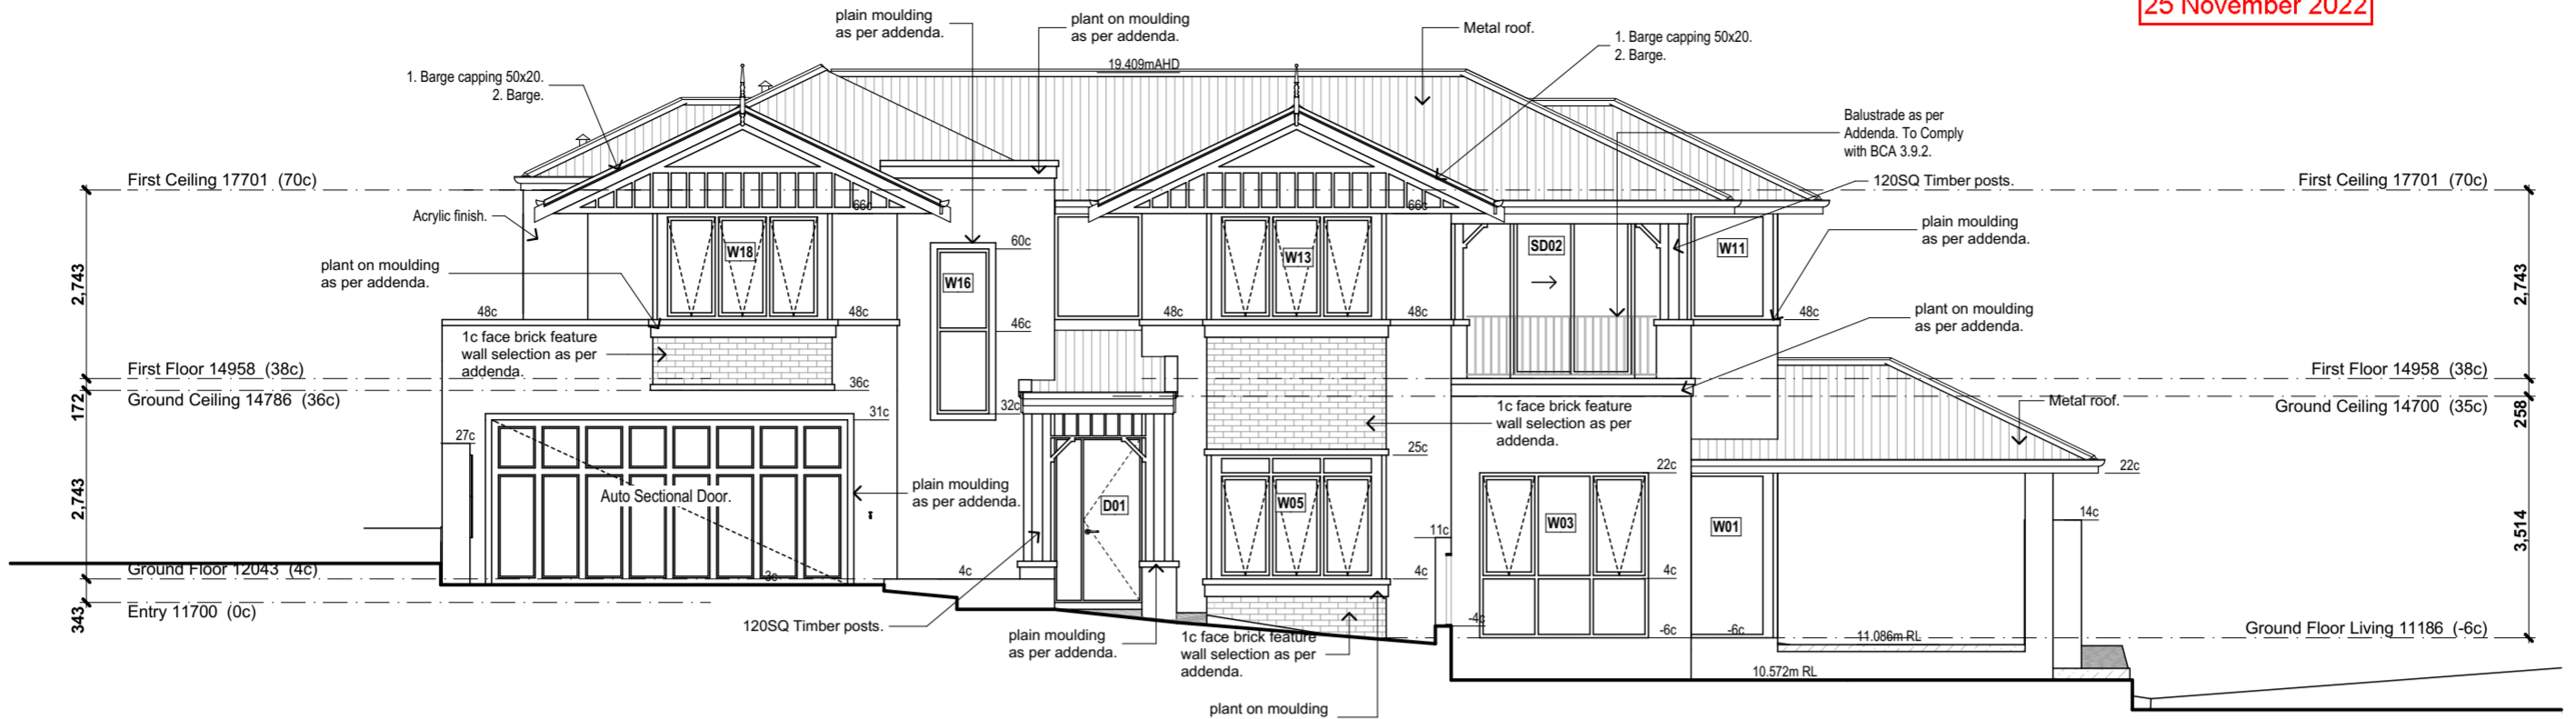 25 November 2022
plain moulding
as per addenda.
plant on moulding
as per addenda.
Metal roof.
1. Barge capping 50x20.
2. Barge.
19.409mAHD
1. Barge capping 50x20.
2. Barge.
Balustrade as per
Addenda. To Comply
with BCA 3.9.2.
First Ceiling 17701 (70c)
120SQ Timber posts.
First Ceiling 17701 (70c)
66c
66c
Acrylic finish.
plain moulding
as per addenda.
60c
W18
W13
SD02
W11
W16
plant on moulding
as per addenda.
2,743
2,743
48c
48c
48c
48c
48c
plant on moulding
as per addenda.
46c
1c face brick feature
wall selection as per
addenda.
First Floor 14958 (38c)
First Floor 14958 (38c)
36c
172
Ground Ceiling 14786 (36c)
32c
31c
1c face brick feature
wall selection as per
addenda.
Metal roof.
Ground Ceiling 14700 (35c)
258
27c
25c
22c
22c
2,743
Auto Sectional Door.
plain moulding
as per addenda.
D01
W05
W03
W01
14c
11c
3,514
Ground Floor 12043 (4c)
3c
4c
4c
4c
343
Entry 11700 (0c)
120SQ Timber posts.
plain moulding
as per addenda.
1c face brick feature
wall selection as per
addenda.
-4c
-6c
-6c
11.086m RL
Ground Floor Living 11186 (-6c)
10.572m RL
plant on moulding